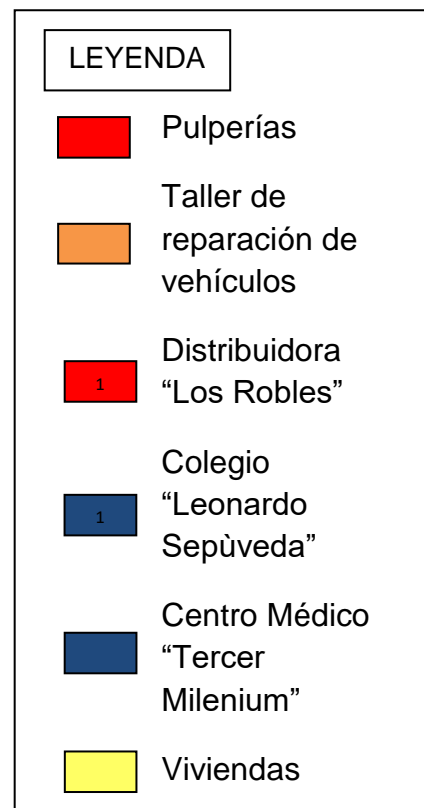 LEYENDA
Pulperías
Taller de
reparación de
vehículos
1
Distribuidora
“Los Robles”
1
Colegio
“Leonardo
Sepùveda”
Centro Médico
“Tercer
Milenium”
Viviendas